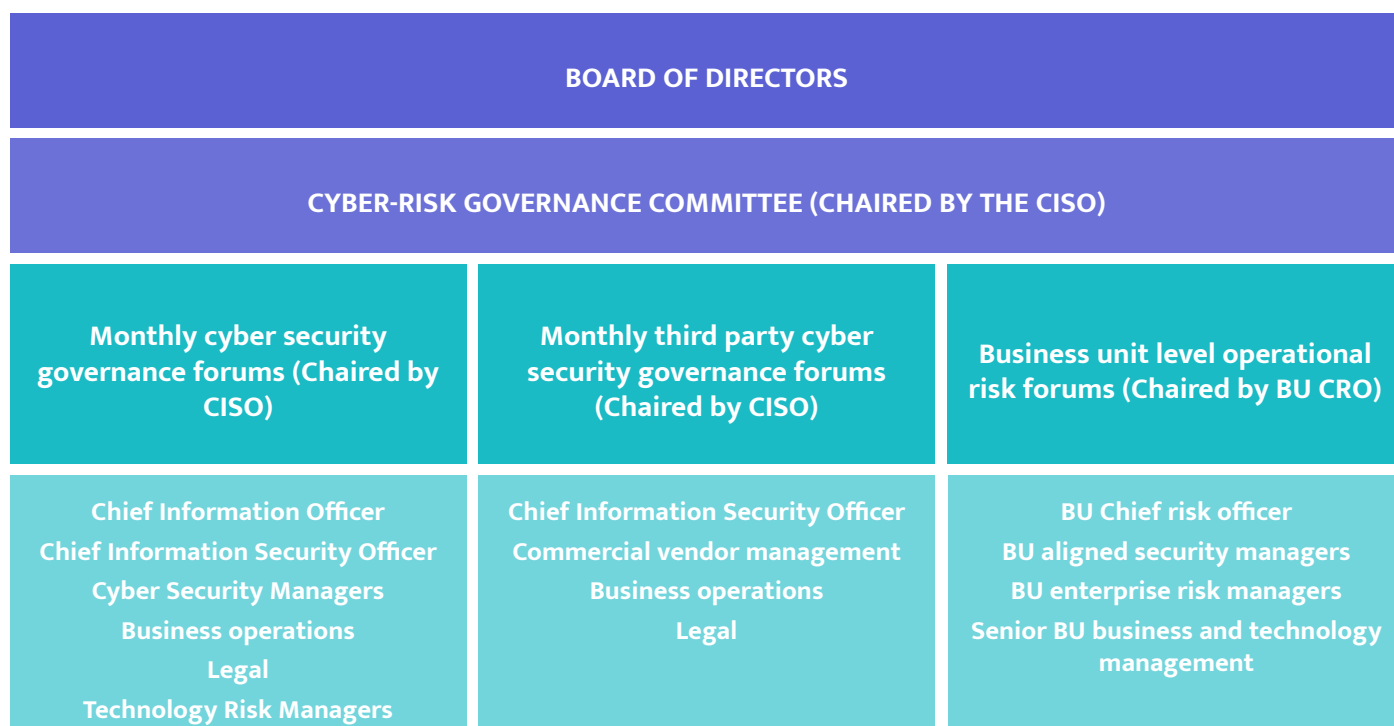 BOARD OF DIRECTORS
CYBER-RISK GOVERNANCE COMMITTEE (CHAIRED BY THE CISO)
Monthly cyber security
governance forums (Chaired by
CISO)
Monthly third party cyber
security governance forums
(Chaired by CISO)
Business unit level operational
risk forums (Chaired by BU CRO)
Chief Information Officer
Chief Information Security Officer
Cyber Security Managers
Business operations
Legal
Technology Risk Managers
Chief Information Security Officer
Commercial vendor management
Business operations
Legal
BU Chief risk officer
BU aligned security managers
BU enterprise risk managers
Senior BU business and technology
management